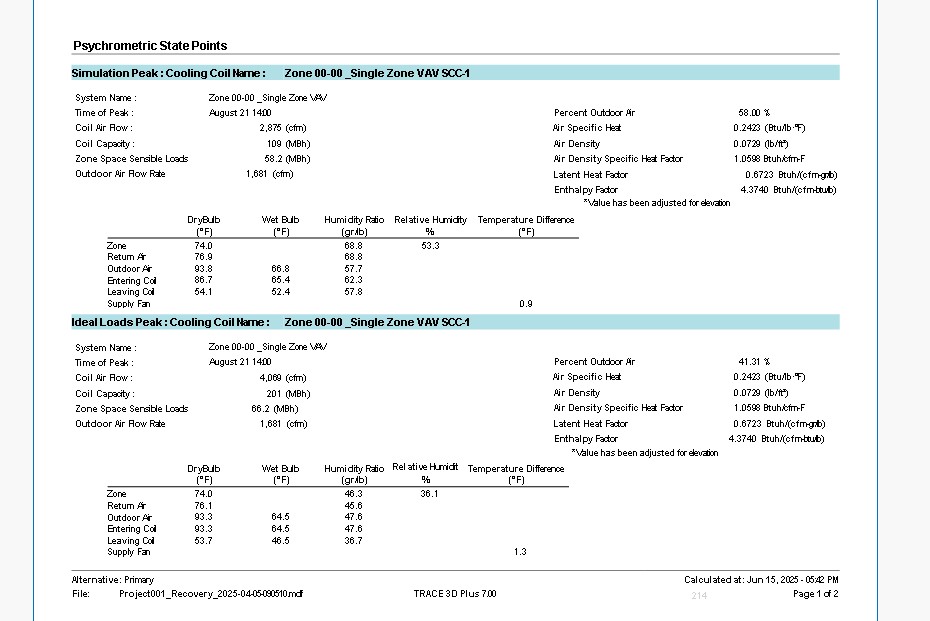 Psychrometric State Points
Simulation Peak : Cooling Coil Name : Zone 00-00 _Single Zone VAV SCC-1
System Name : Zone 00-00 _Single Zone VAV
Time of Peak : August 21 14:00 Percent Outdoor Air 58.00 %
Coil Air Flow : 2,875 (cfm) Air Specific Heat 0.2423 (Btu/lb·°F)
Coil Capacity : 109 (MBh) Air Density 0.0729 (lb/ft³)
Zone Space Sensible Loads 58.2 (MBh) Air Density Specific Heat Factor 1.0598 Btuh/cfm-F
Outdoor Air Flow Rate 1,681 (cfm) Latent Heat Factor 0.6723 Btuh/(cfm-gr/lb)
Enthalpy Factor 4.3740 Btuh/(cfm-btu/lb)
*Value has been adjusted for elevation
DryBulb Wet Bulb Humidity Ratio Relative Humidity Temperature Difference
(°F) (°F) (gr/lb) % (°F)
Zone 74.0 68.8 53.3
Return Air 76.9 68.8
Outdoor Air 93.8 66.8 57.7
Entering Coil 86.7 65.4 62.3
Leaving Coil 54.1 52.4 57.8
Supply Fan 0.9
Ideal Loads Peak : Cooling Coil Name : Zone 00-00 _Single Zone VAV SCC-1
System Name : Zone 00-00 _Single Zone VAV
Time of Peak : August 21 14:00 Percent Outdoor Air 41.31 %
Coil Air Flow : 4,069 (cfm) Air Specific Heat 0.2423 (Btu/lb·°F)
Coil Capacity : 201 (MBh) Air Density 0.0729 (lb/ft³)
Zone Space Sensible Loads 66.2 (MBh) Air Density Specific Heat Factor 1.0598 Btuh/cfm-F
Outdoor Air Flow Rate 1,681 (cfm) Latent Heat Factor 0.6723 Btuh/(cfm-gr/lb)
Enthalpy Factor 4.3740 Btuh/(cfm-btu/lb)
*Value has been adjusted for elevation
DryBulb Wet Bulb Humidity Ratio Relative Humidit Temperature Difference
(°F) (°F) (gr/lb) % (°F)
Zone 74.0 46.3 36.1
Return Air 76.1 45.6
Outdoor Air 93.3 64.5 47.6
Entering Coil 93.3 64.5 47.6
Leaving Coil 53.7 46.5 36.7
Supply Fan 1.3
Alternative: Primary Calculated at: Jun 15, 2025 - 05:42 PM
File: Project001_Recovery_2025-04-05-090510.mdf TRACE 3D Plus 7.00 214 Page 1 of 2